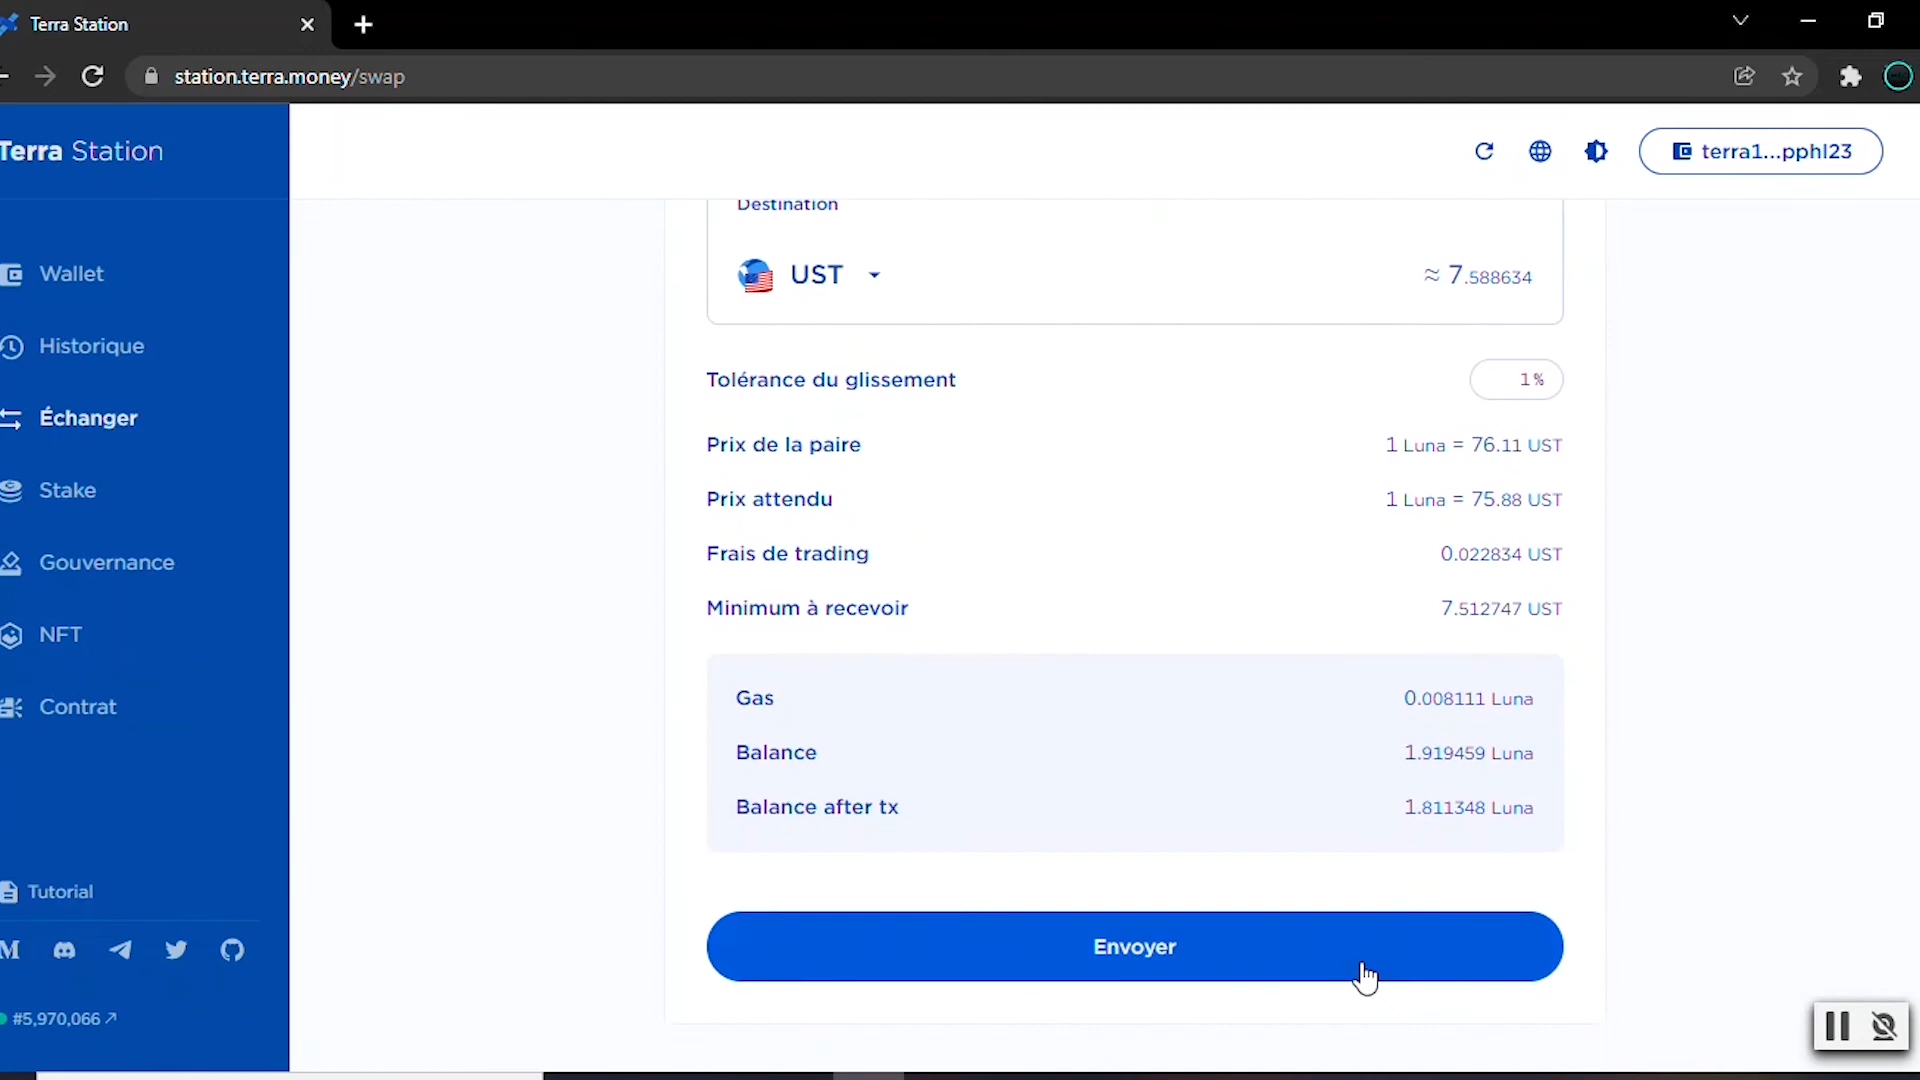 Terra Station
station.terra.money/swap
Terra Station
terra1...pphl23
Wallet
Historique
Échanger
Stake
Gouvernance
NFT
Contrat
Tutorial
#5,970,066
Destination
UST
≈ 7.588634
Tolérance du glissement
1%
Prix de la paire
1 Luna = 76.11 UST
Prix attendu
1 Luna = 75.88 UST
Frais de trading
0.022834 UST
Minimum à recevoir
7.512747 UST
Gas
0.008111 Luna
Balance
1.919459 Luna
Balance after tx
1.811348 Luna
Envoyer